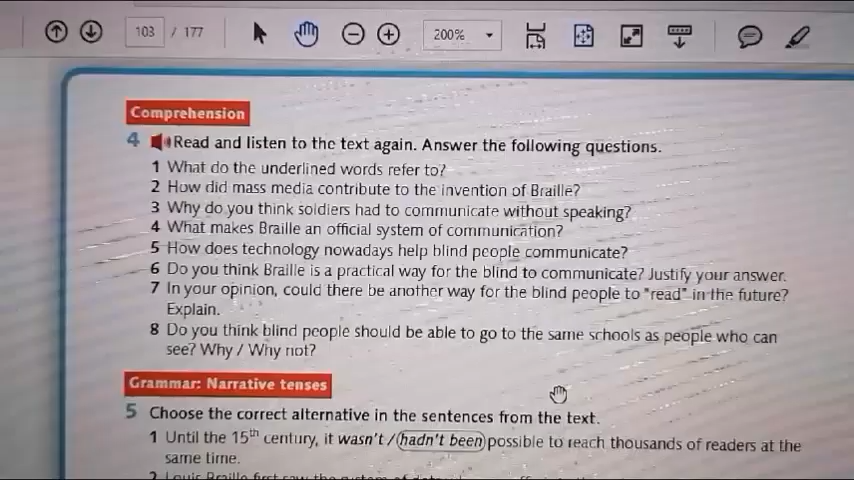 103 / 177
200%
Comprehension
4 Read and listen to the text again. Answer the following questions.
1 What do the underlined words refer to?
2 How did mass media contribute to the invention of Braille?
3 Why do you think soldiers had to communicate without speaking?
4 What makes Braille an official system of communication?
5 How does technology nowadays help blind people communicate?
6 Do you think Braille is a practical way for the blind to communicate? Justify your answer.
7 In your opinion, could there be another way for the blind people to "read" in the future?
Explain.
8 Do you think blind people should be able to go to the same schools as people who can
see? Why / Why not?
Grammar: Narrative tenses
5 Choose the correct alternative in the sentences from the text.
1 Until the 15th century, it wasn't / hadn't been possible to reach thousands of readers at the
same time.
2 Louis Braille first saw the system of